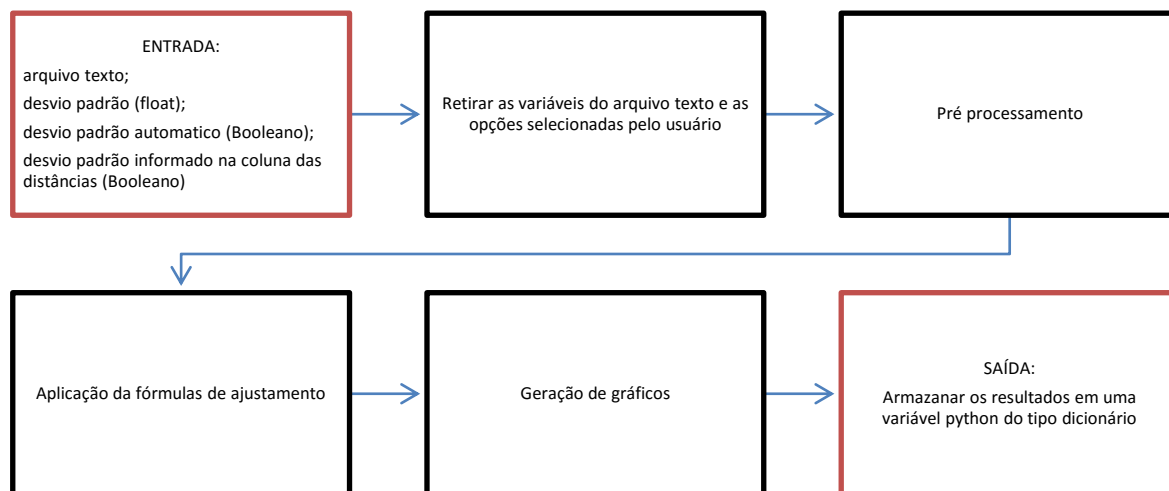 ENTRADA:
arquivo texto;
desvio padrão (float);
desvio padrão automatico (Booleano);
desvio padrão informado na coluna das
distâncias (Booleano)
Retirar as variáveis do arquivo texto e as
opções selecionadas pelo usuário
Pré processamento
Aplicação da fórmulas de ajustamento
Geração de gráficos
SAÍDA:
Armazanar os resultados em uma
variável python do tipo dicionário